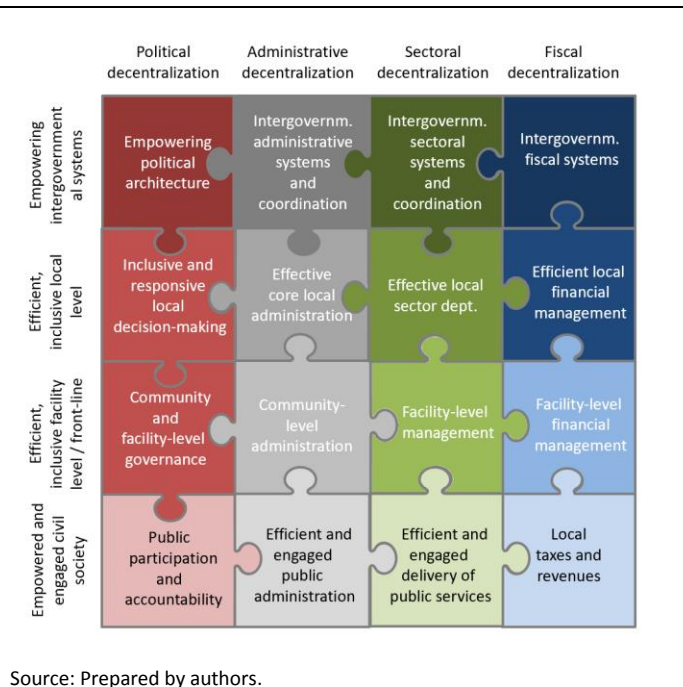 Political
decentralization
Administrative
decentralization
Sectoral
decentralization
Fiscal
decentralization
Empowering
intergovernment
al systems
Empowering
political
architecture
Intergovernm.
administrative
systems
and
coordination
Intergovernm.
sectoral
systems
and
coordination
Intergovernm.
fiscal systems
Efficient,
inclusive local
level
Inclusive and
responsive
local
decision-making
Effective
core local
administration
Effective local
sector dept.
Efficient local
financial
management
Efficient,
inclusive facility
level / front-line
Community
and
facility-level
governance
Community-
level
administration
Facility-level
management
Facility-level
financial
management
Empowered and
engaged civil
society
Public
participation
and
accountability
Efficient and
engaged
public
administration
Efficient and
engaged
delivery of
public services
Local
taxes and
revenues
Source: Prepared by authors.